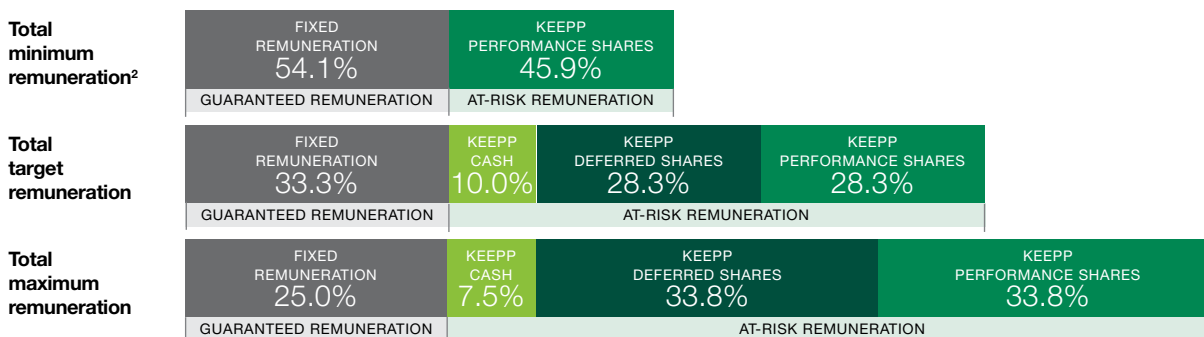 Total
minimum
remuneration²
FIXED
REMUNERATION
54.1%
KEEPP
PERFORMANCE SHARES
45.9%
GUARANTEED REMUNERATION
AT-RISK REMUNERATION
Total
target
remuneration
FIXED
REMUNERATION
33.3%
KEEPP
CASH
10.0%
KEEPP
DEFERRED SHARES
28.3%
KEEPP
PERFORMANCE SHARES
28.3%
GUARANTEED REMUNERATION
AT-RISK REMUNERATION
Total
maximum
remuneration
FIXED
REMUNERATION
25.0%
KEEPP
CASH
7.5%
KEEPP
DEFERRED SHARES
33.8%
KEEPP
PERFORMANCE SHARES
33.8%
GUARANTEED REMUNERATION
AT-RISK REMUNERATION